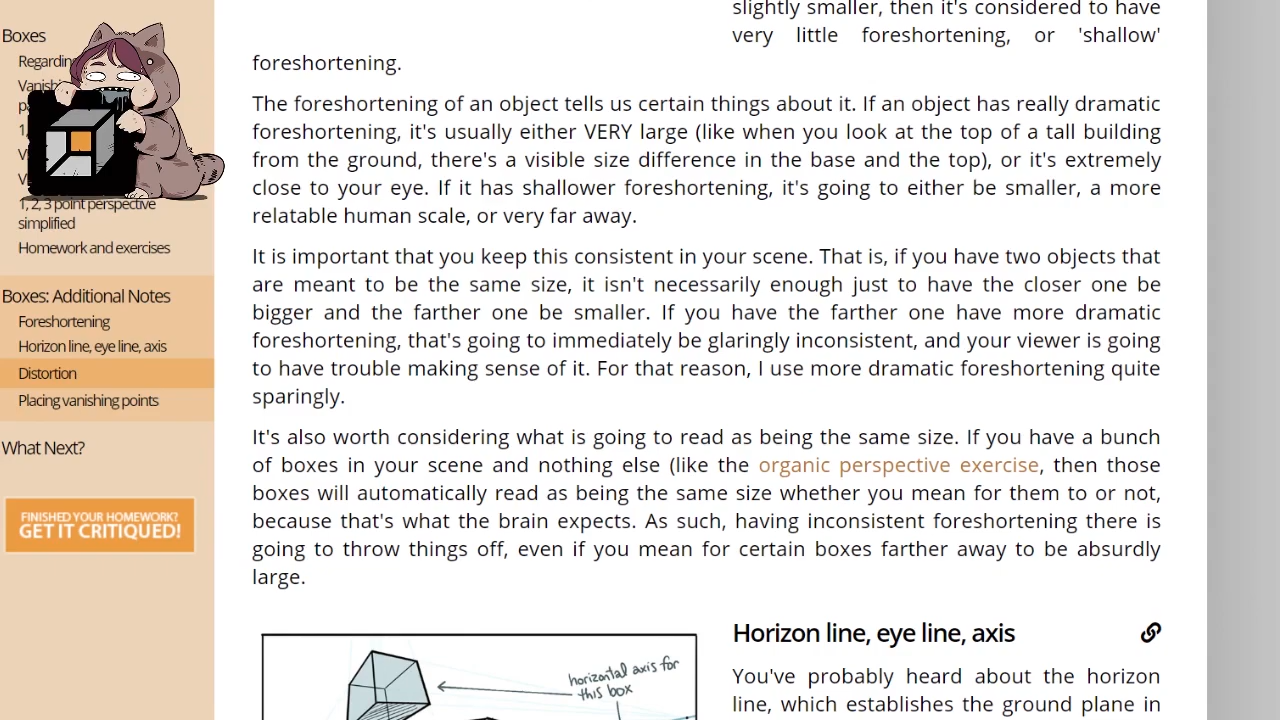 Boxes
Regarding
Vanishi
1, 2, 3 point perspective
simplified
Homework and exercises
Boxes: Additional Notes
Foreshortening
Horizon line, eye line, axis
Distortion
Placing vanishing points
What Next?
FINISHED YOUR HOMEWORK?
GET IT CRITIQUED!
slightly smaller, then it's considered to have
very little foreshortening, or 'shallow'
foreshortening.
The foreshortening of an object tells us certain things about it. If an object has really dramatic
foreshortening, it's usually either VERY large (like when you look at the top of a tall building
from the ground, there's a visible size difference in the base and the top), or it's extremely
close to your eye. If it has shallower foreshortening, it's going to either be smaller, a more
relatable human scale, or very far away.
It is important that you keep this consistent in your scene. That is, if you have two objects that
are meant to be the same size, it isn't necessarily enough just to have the closer one be
bigger and the farther one be smaller. If you have the farther one have more dramatic
foreshortening, that's going to immediately be glaringly inconsistent, and your viewer is going
to have trouble making sense of it. For that reason, I use more dramatic foreshortening quite
sparingly.
It's also worth considering what is going to read as being the same size. If you have a bunch
of boxes in your scene and nothing else (like the organic perspective exercise, then those
boxes will automatically read as being the same size whether you mean for them to or not,
because that's what the brain expects. As such, having inconsistent foreshortening there is
going to throw things off, even if you mean for certain boxes farther away to be absurdly
large.
horizontal axis for
this box
Horizon line, eye line, axis
You've probably heard about the horizon
line, which establishes the ground plane in